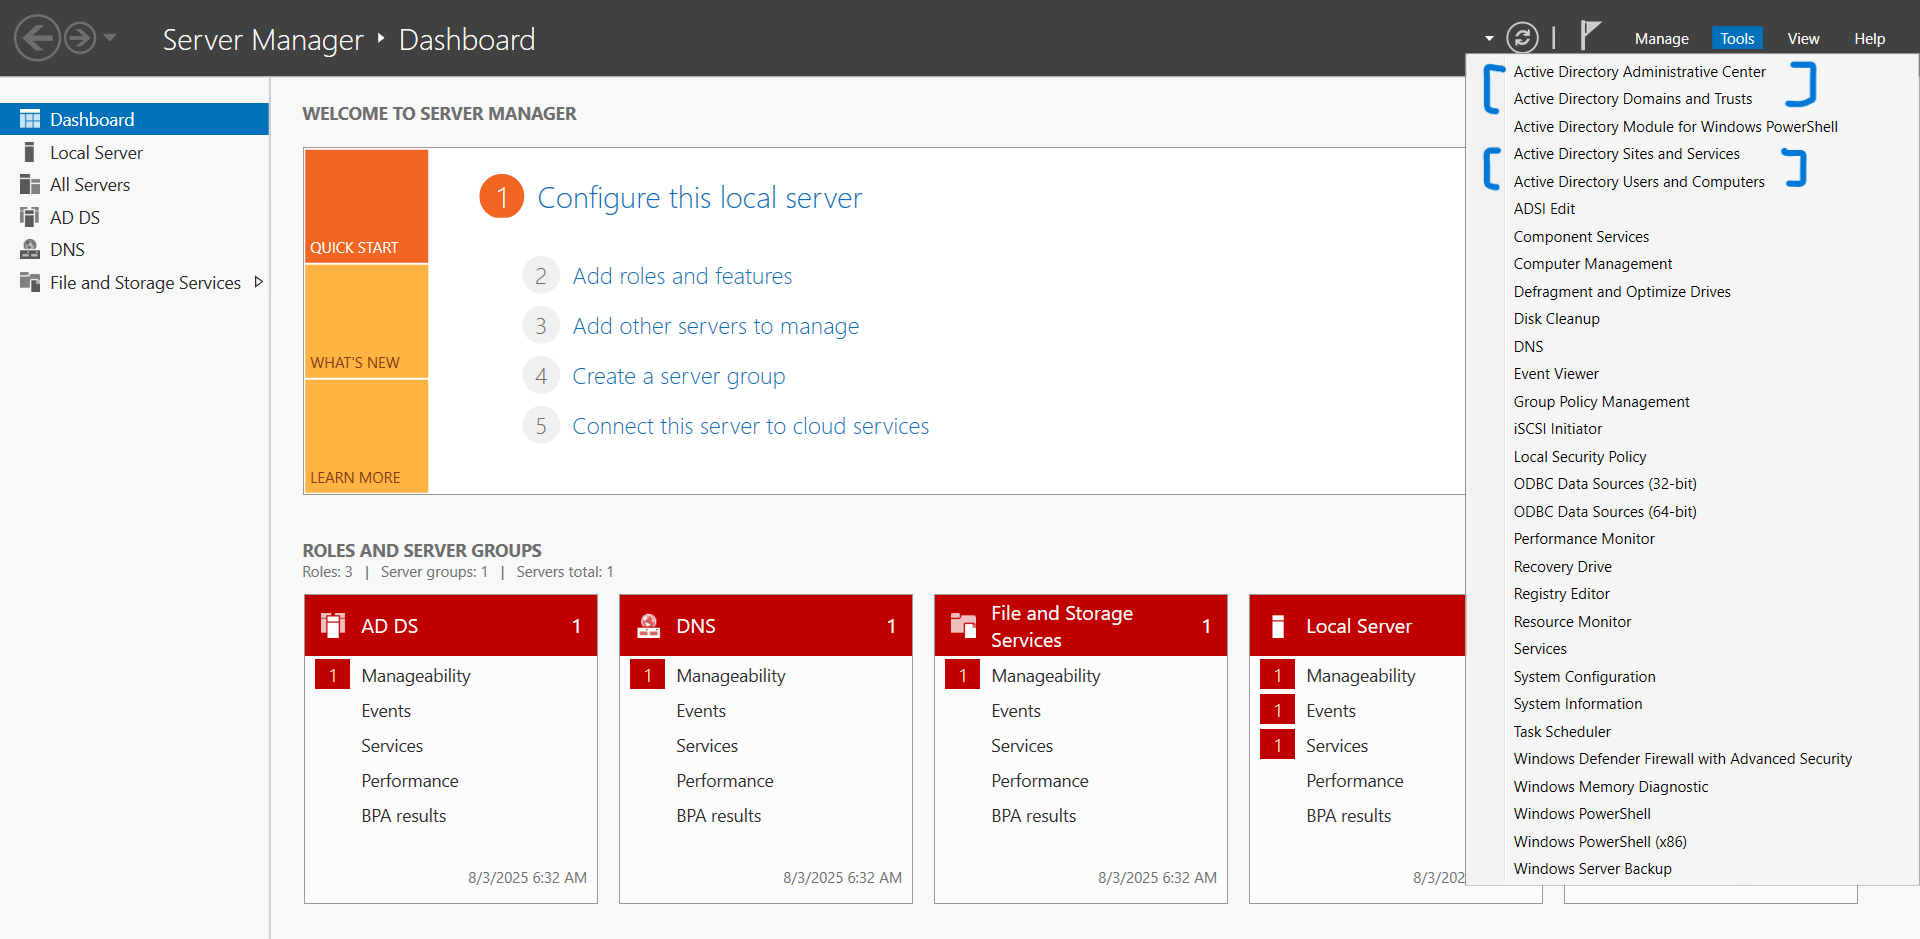 Server Manager ‣ Dashboard
Manage
Tools
View
Help
Dashboard
Local Server
All Servers
AD DS
DNS
File and Storage Services
WELCOME TO SERVER MANAGER
QUICK START
WHAT'S NEW
LEARN MORE
1 Configure this local server
2 Add roles and features
3 Add other servers to manage
4 Create a server group
5 Connect this server to cloud services
ROLES AND SERVER GROUPS
Roles: 3 | Server groups: 1 | Servers total: 1
AD DS 1
1 Manageability
Events
Services
Performance
BPA results
8/3/2025 6:32 AM
DNS 1
1 Manageability
Events
Services
Performance
BPA results
8/3/2025 6:32 AM
File and Storage
Services 1
1 Manageability
Events
Services
Performance
BPA results
8/3/2025 6:32 AM
Local Server
1 Manageability
1 Events
1 Services
Performance
BPA results
8/3/202
Active Directory Administrative Center
Active Directory Domains and Trusts
Active Directory Module for Windows PowerShell
Active Directory Sites and Services
Active Directory Users and Computers
ADSI Edit
Component Services
Computer Management
Defragment and Optimize Drives
Disk Cleanup
DNS
Event Viewer
Group Policy Management
iSCSI Initiator
Local Security Policy
ODBC Data Sources (32-bit)
ODBC Data Sources (64-bit)
Performance Monitor
Recovery Drive
Registry Editor
Resource Monitor
Services
System Configuration
System Information
Task Scheduler
Windows Defender Firewall with Advanced Security
Windows Memory Diagnostic
Windows PowerShell
Windows PowerShell (x86)
Windows Server Backup